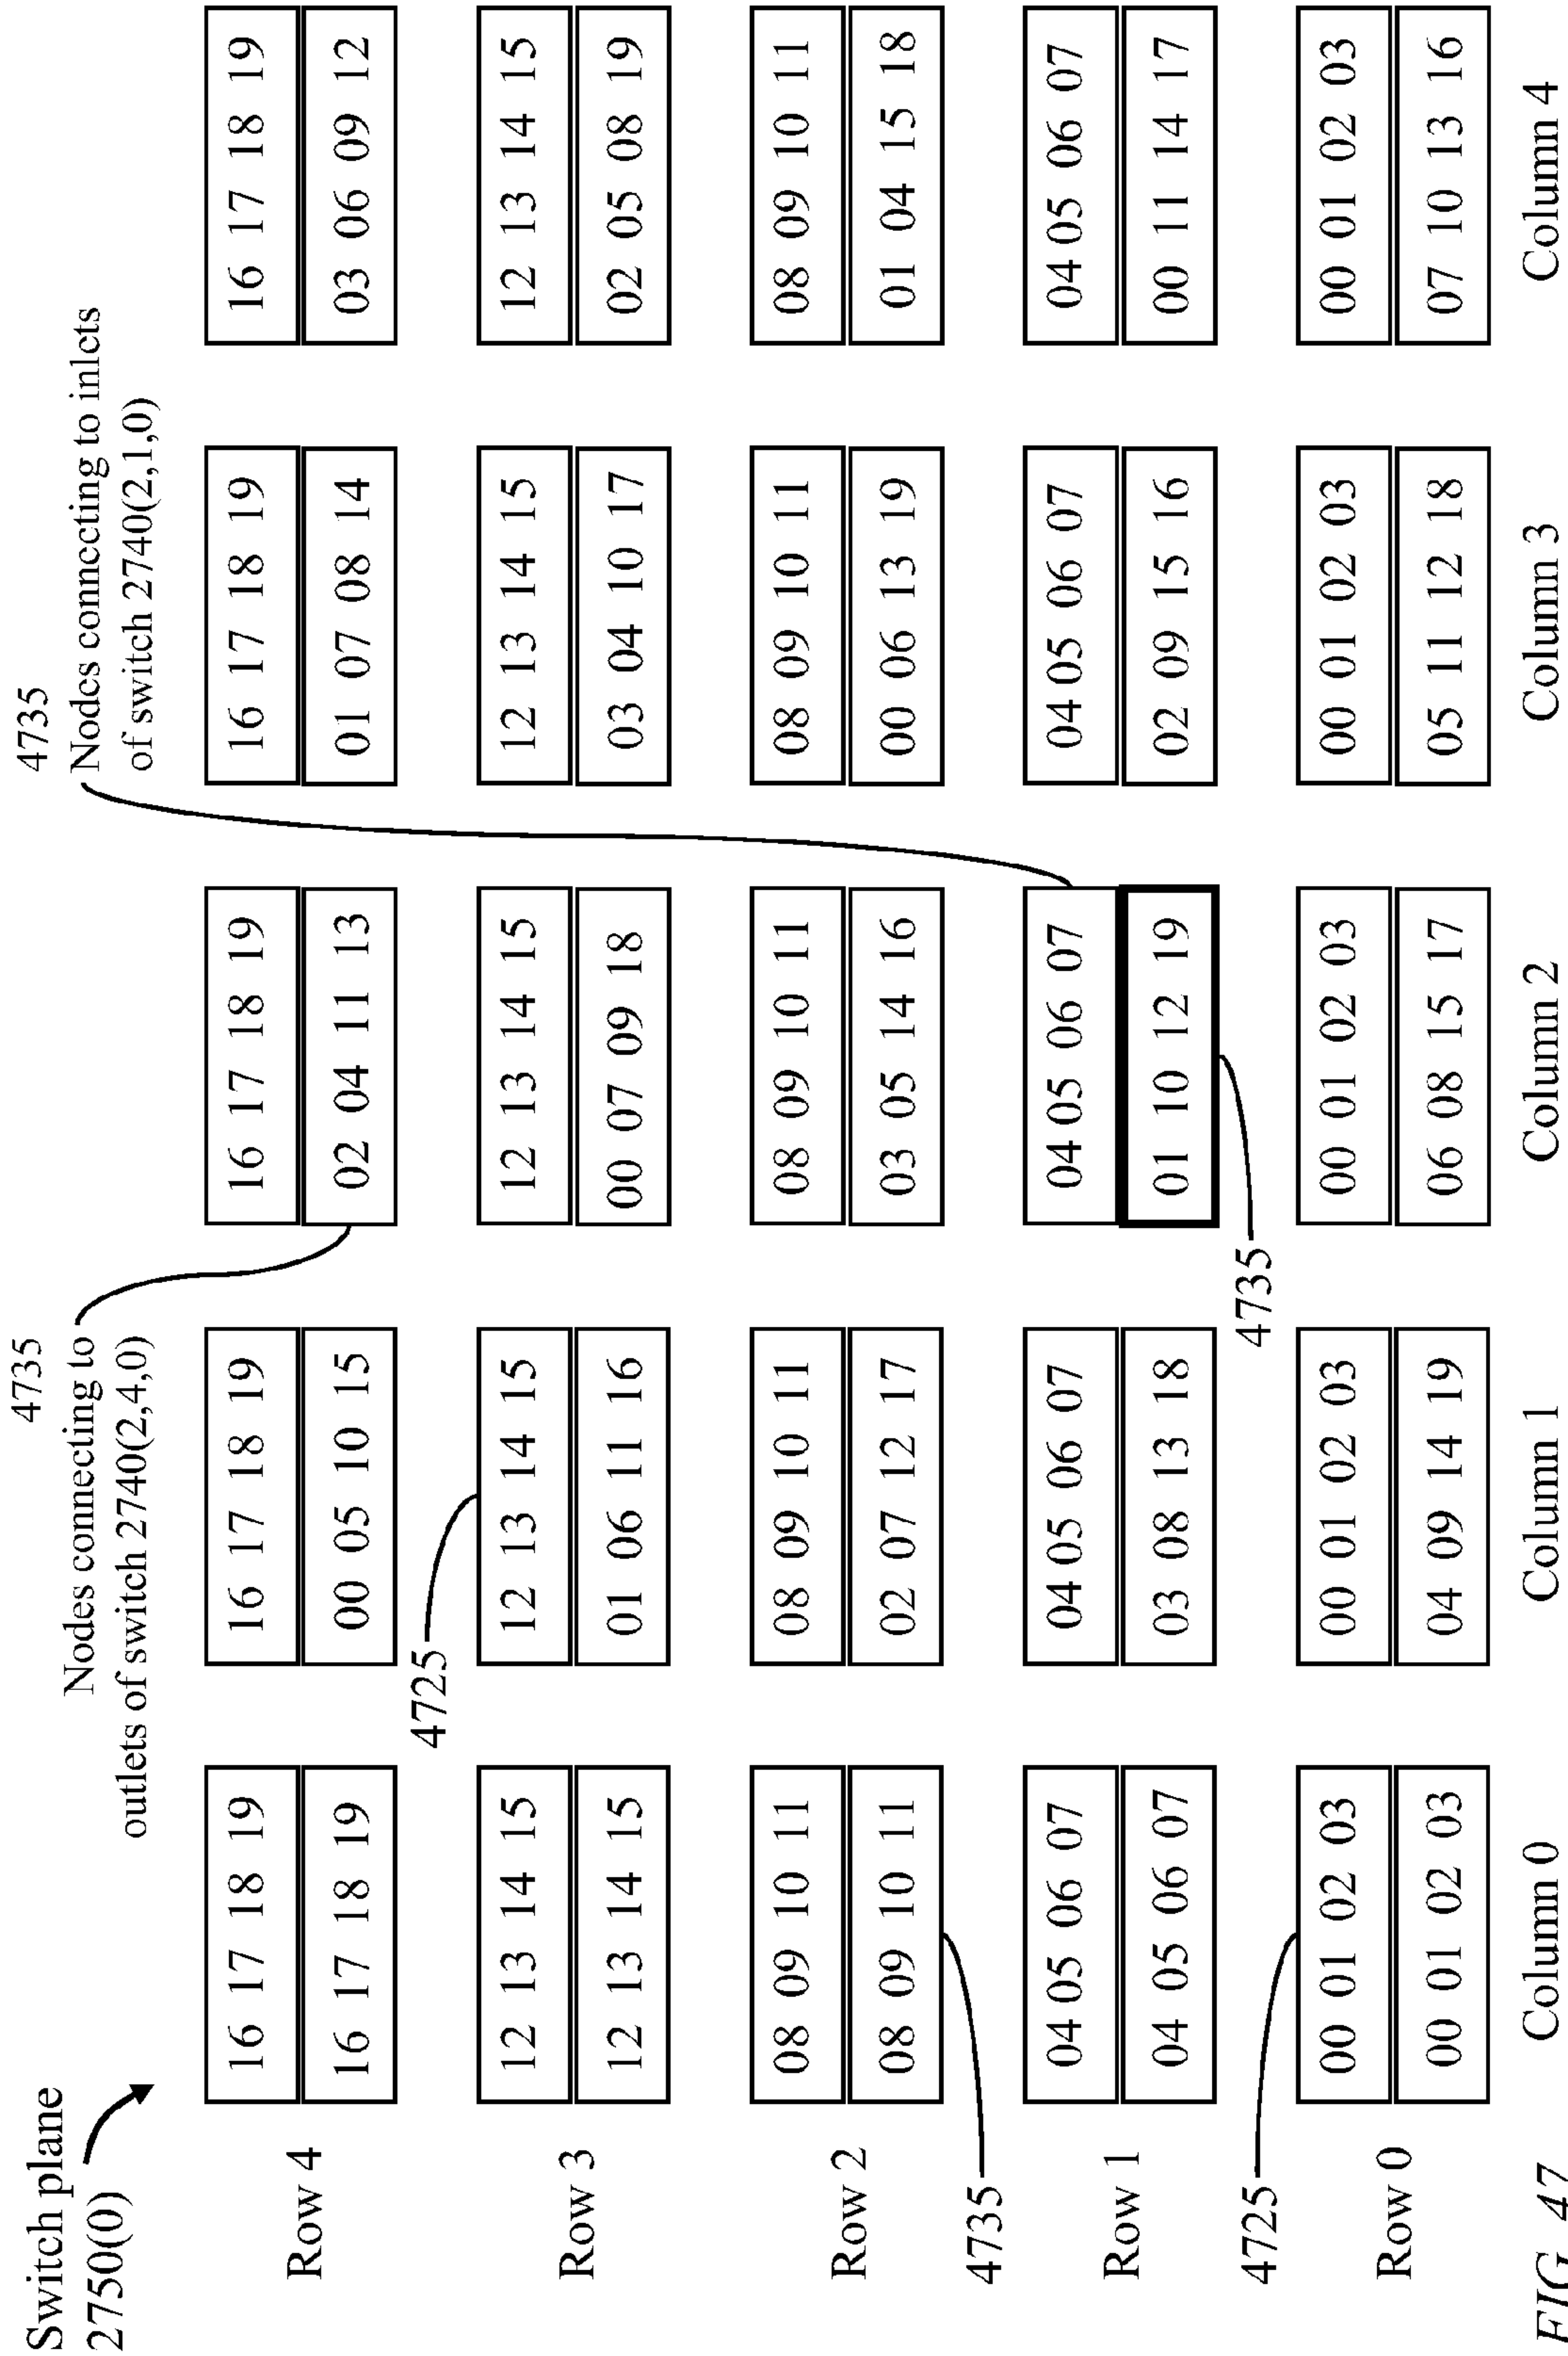 Switch plane
2750(0)
4735
Nodes connecting to
outlets of switch 2740(2,4,0)
4735
Nodes connecting to inlets
of switch 2740(2,1,0)
Row 4
16 17 18 19
16 17 18 19
16 17 18 19
00 05 10 15
16 17 18 19
02 04 11 13
16 17 18 19
01 07 08 14
16 17 18 19
03 06 09 12
4725
Row 3
12 13 14 15
12 13 14 15
12 13 14 15
01 06 11 16
12 13 14 15
00 07 09 18
12 13 14 15
03 04 10 17
12 13 14 15
02 05 08 19
Row 2
08 09 10 11
08 09 10 11
08 09 10 11
02 07 12 17
08 09 10 11
03 05 14 16
08 09 10 11
00 06 13 19
08 09 10 11
01 04 15 18
4735
Row 1
04 05 06 07
04 05 06 07
04 05 06 07
03 08 13 18
04 05 06 07
01 10 12 19
04 05 06 07
02 09 15 16
04 05 06 07
00 11 14 17
4725
4735
Row 0
00 01 02 03
00 01 02 03
00 01 02 03
04 09 14 19
00 01 02 03
06 08 15 17
00 01 02 03
05 11 12 18
00 01 02 03
07 10 13 16
Column 0
Column 1
Column 2
Column 3
Column 4
FIG. 47